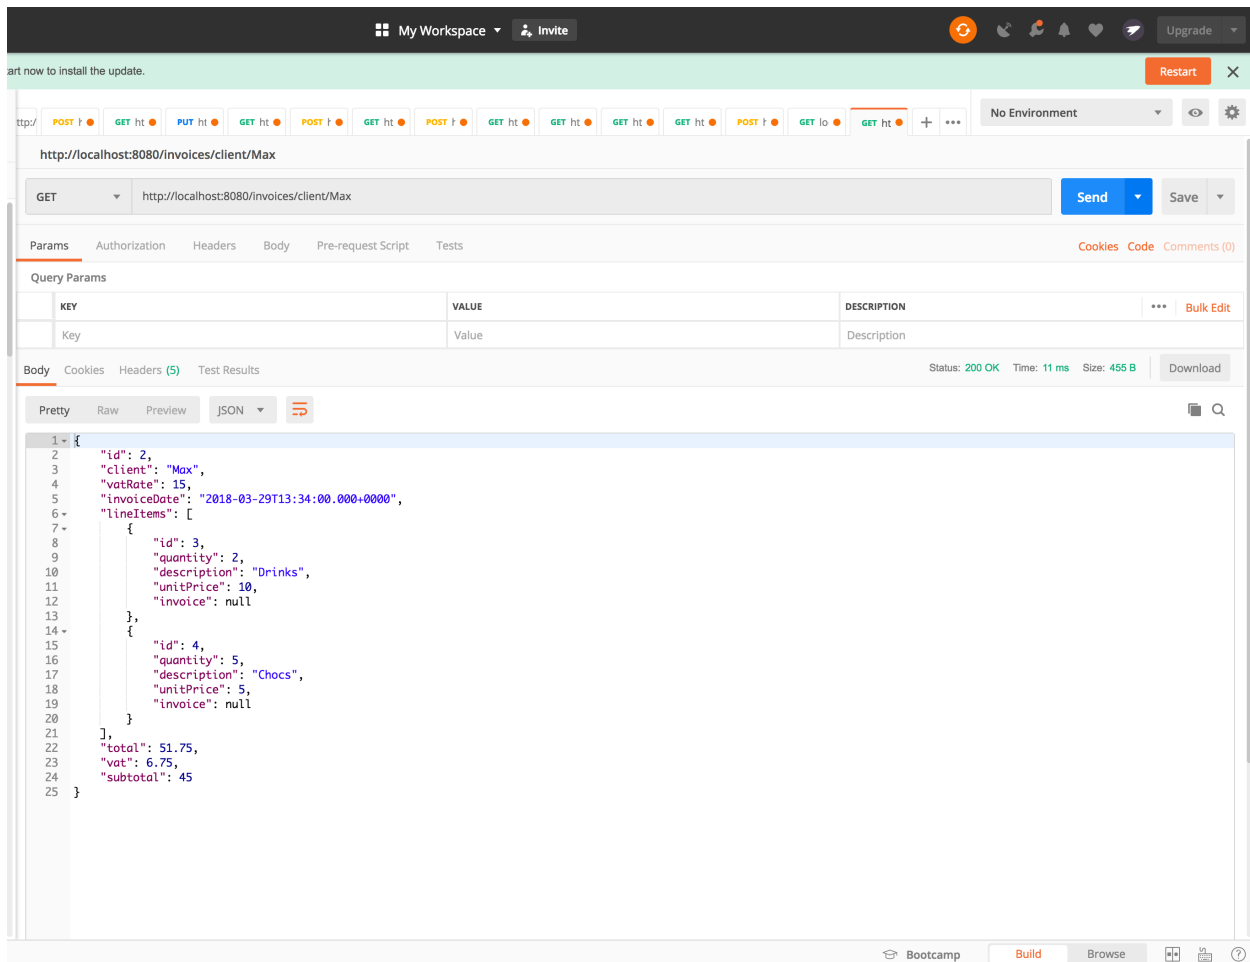 My Workspace Invite Upgrade
art now to install the update. Restart
ttp:/ POST GET ht PUT ht GET ht POST GET ht POST GET ht GET ht GET ht GET ht POST GET lo GET ht + ••• No Environment
http://localhost:8080/invoices/client/Max
GET http://localhost:8080/invoices/client/Max Send Save
Params Authorization Headers Body Pre-request Script Tests Cookies Code Comments (0)
Query Params
KEY VALUE DESCRIPTION ••• Bulk Edit
Key Value Description
Body Cookies Headers (5) Test Results Status: 200 OK Time: 11 ms Size: 455 B Download
Pretty Raw Preview JSON
1 {
2 "id": 2,
3 "client": "Max",
4 "vatRate": 15,
5 "invoiceDate": "2018-03-29T13:34:00.000+0000",
6 "lineItems": [
7 {
8 "id": 3,
9 "quantity": 2,
10 "description": "Drinks",
11 "unitPrice": 10,
12 "invoice": null
13 },
14 {
15 "id": 4,
16 "quantity": 5,
17 "description": "Chocs",
18 "unitPrice": 5,
19 "invoice": null
20 }
21 ],
22 "total": 51.75,
23 "vat": 6.75,
24 "subtotal": 45
25 }
Bootcamp Build Browse